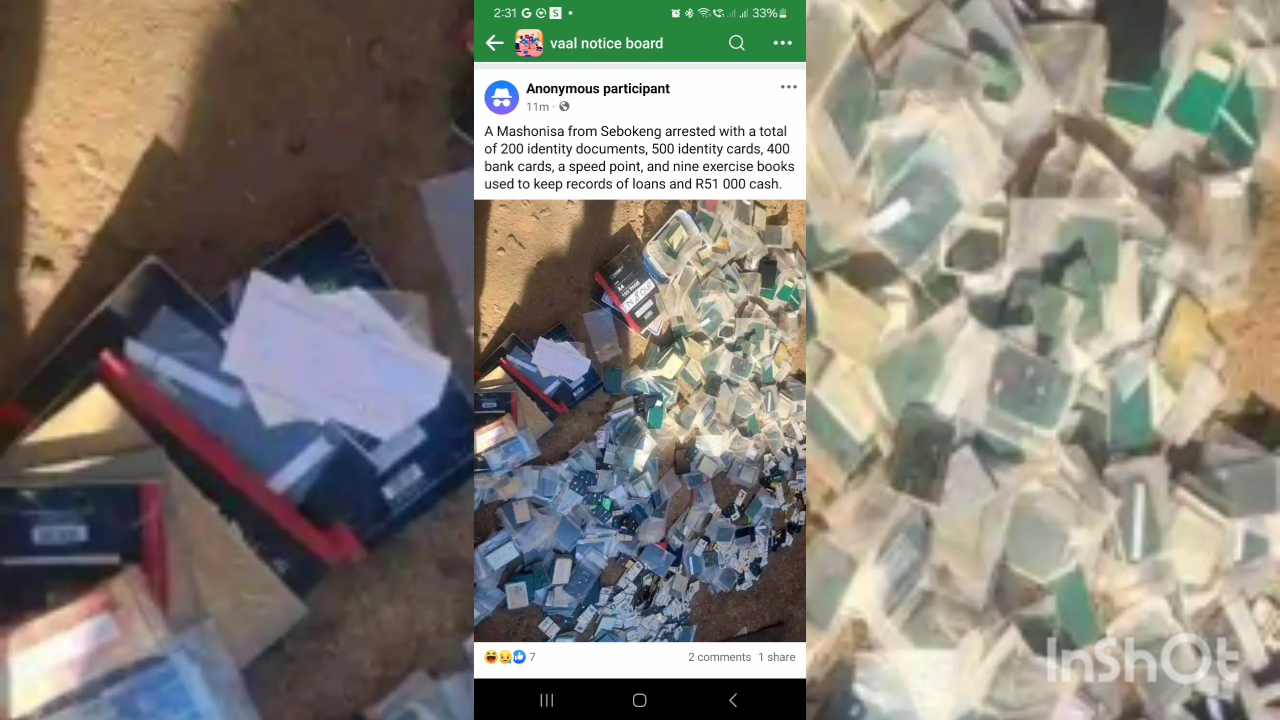 2:31 G S
33%
vaal notice board
Anonymous participant
11m ·
A Mashonisa from Sebokeng arrested with a total
of 200 identity documents, 500 identity cards, 400
bank cards, a speed point, and nine exercise books
used to keep records of loans and R51 000 cash.
7
2 comments 1 share
InShOt